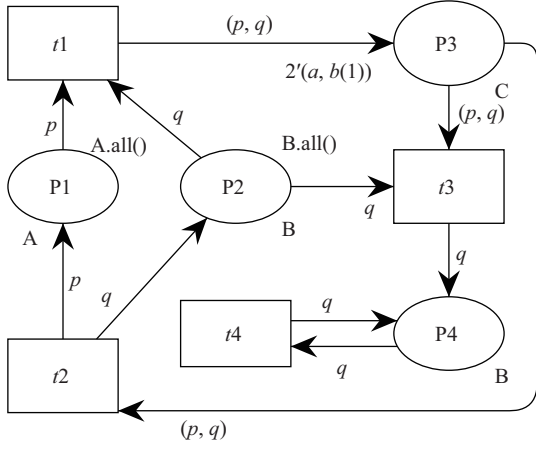 (p, q)
t1
P3
2′(a, b(1))
C
q
(p, q)
p
A.all()
B.all()
P1
P2
t3
q
A
B
p
q
q
q
t4
P4
q
B
t2
(p, q)